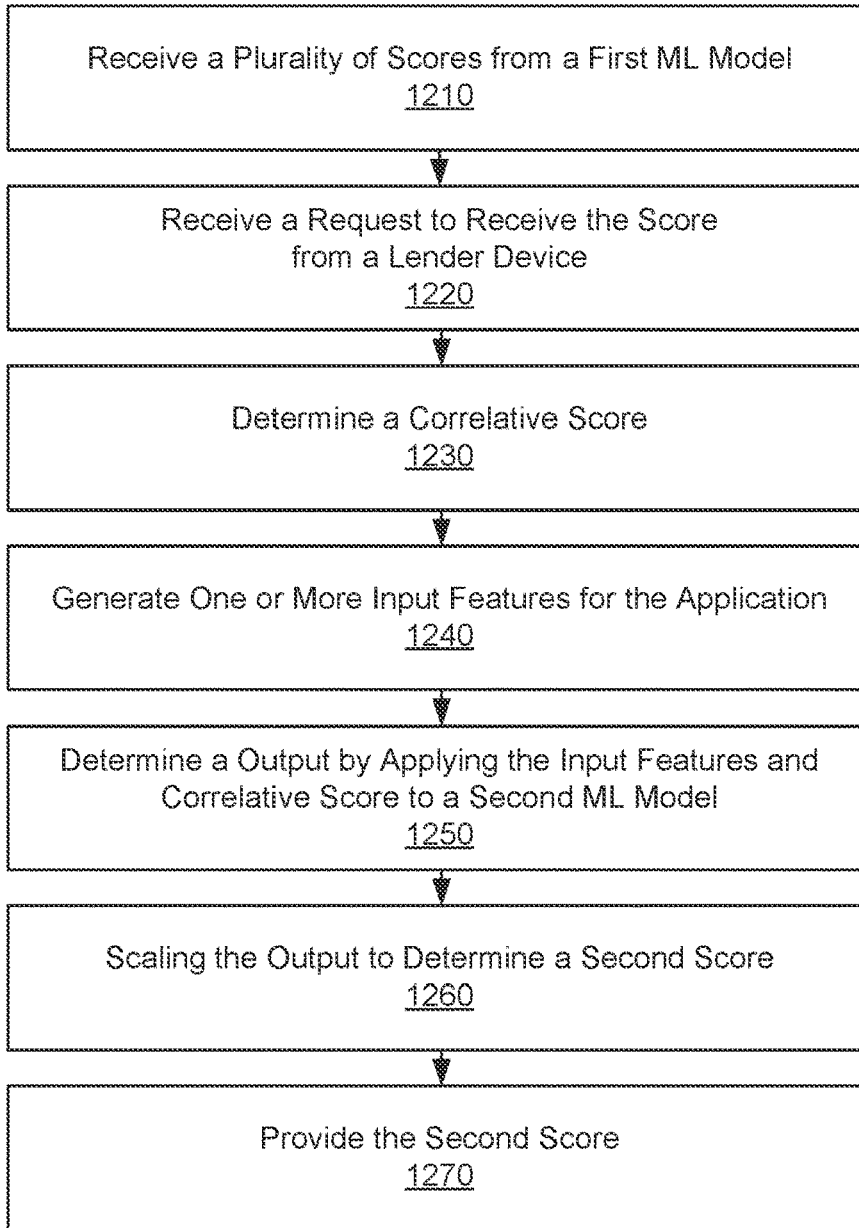 Receive a Plurality of Scores from a First ML Model
1210
Receive a Request to Receive the Score
from a Lender Device
1220
Determine a Correlative Score
1230
Generate One or More Input Features for the Application
1240
Determine a Output by Applying the Input Features and
Correlative Score to a Second ML Model
1250
Scaling the Output to Determine a Second Score
1260
Provide the Second Score
1270